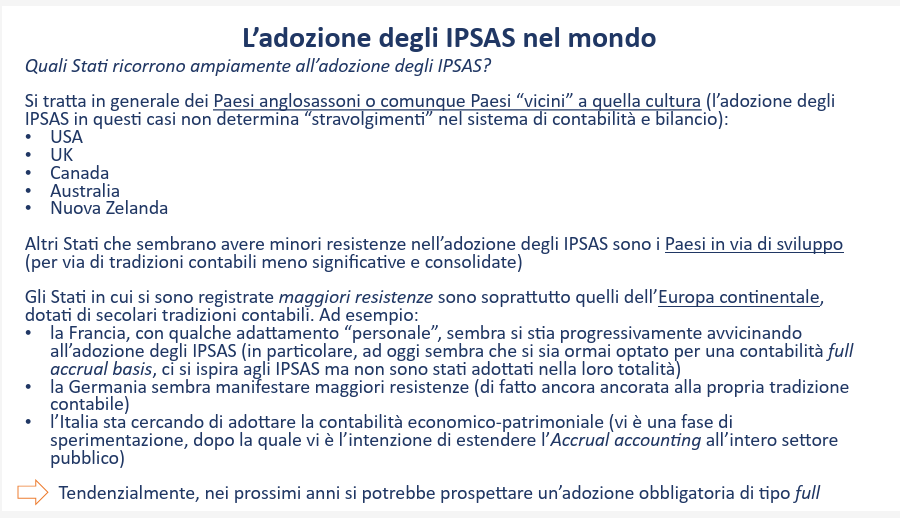 L’adozione degli IPSAS nel mondo
Quali Stati ricorrono ampiamente all’adozione degli IPSAS?
Si tratta in generale dei Paesi anglosassoni o comunque Paesi “vicini” a quella cultura (l’adozione degli
IPSAS in questi casi non determina “stravolgimenti” nel sistema di contabilità e bilancio):
• USA
• UK
• Canada
• Australia
• Nuova Zelanda
Altri Stati che sembrano avere minori resistenze nell’adozione degli IPSAS sono i Paesi in via di sviluppo
(per via di tradizioni contabili meno significative e consolidate)
Gli Stati in cui si sono registrate maggiori resistenze sono soprattutto quelli dell’Europa continentale,
dotati di secolari tradizioni contabili. Ad esempio:
• la Francia, con qualche adattamento “personale”, sembra si stia progressivamente avvicinando
all’adozione degli IPSAS (in particolare, ad oggi sembra che si sia ormai optato per una contabilità full
accrual basis, ci si ispira agli IPSAS ma non sono stati adottati nella loro totalità)
• la Germania sembra manifestare maggiori resistenze (di fatto ancora ancorata alla propria tradizione
contabile)
• l’Italia sta cercando di adottare la contabilità economico-patrimoniale (vi è una fase di
sperimentazione, dopo la quale vi è l’intenzione di estendere l’Accrual accounting all’intero settore
pubblico)
Tendenzialmente, nei prossimi anni si potrebbe prospettare un’adozione obbligatoria di tipo full